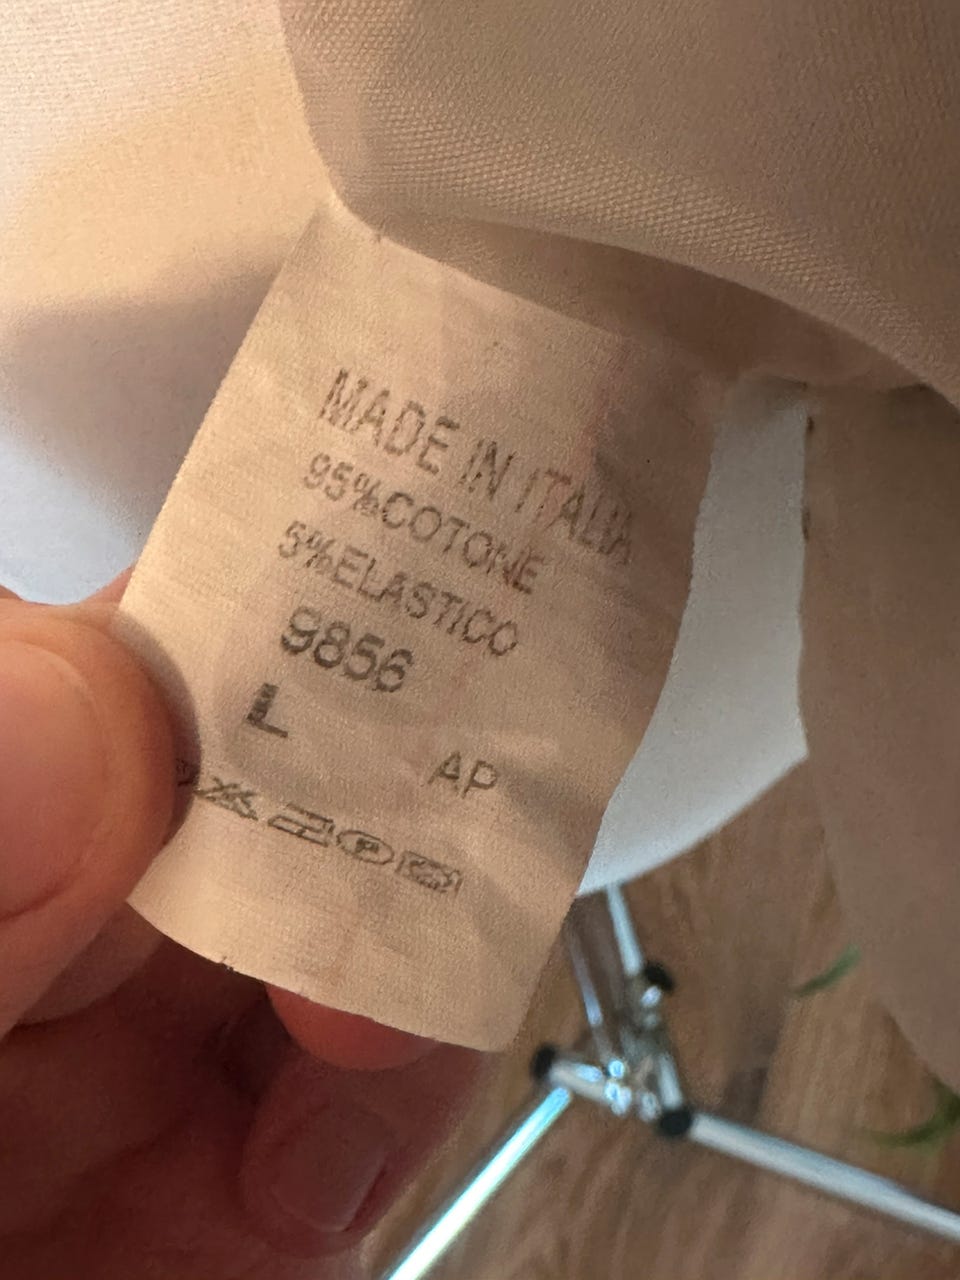 MADE IN ITALIA
95%COTONE
5%ELASTICO
9856
L
AP
P